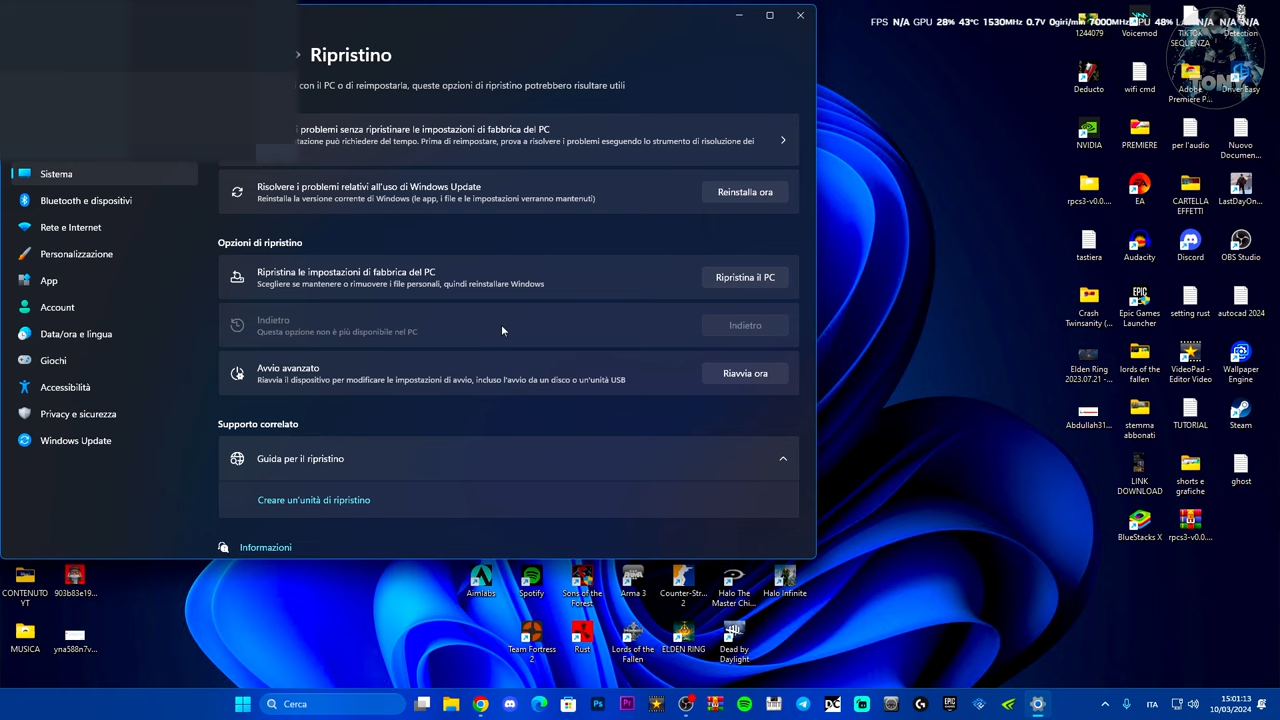 FPS N/A GPU 28% 43°C 1530MHz 0.7V 0giri/min 7000MHz
48%
N/A N/A N/A
Ripristino
con il PC o di reimpostarla, queste opzioni di ripristino potrebbero risultare utili
i problemi senza ripristinare le impostazioni di fabbrica del PC
tazione può richiedere del tempo. Prima di reimpostare, prova a risolvere i problemi eseguendo lo strumento di risoluzione dei
Sistema
Bluetooth e dispositivi
Rete e Internet
Personalizzazione
App
Account
Data/ora e lingua
Giochi
Accessibilità
Privacy e sicurezza
Windows Update
Risolvere i problemi relativi all'uso di Windows Update
Reinstalla la versione corrente di Windows (le app, i file e le impostazioni verranno mantenuti)
Reinstalla ora
Opzioni di ripristino
Ripristina le impostazioni di fabbrica del PC
Scegliere se mantenere o rimuovere i file personali, quindi reinstallare Windows
Ripristina il PC
Indietro
Questa opzione non è più disponibile nel PC
Indietro
Avvio avanzato
Riavvia il dispositivo per modificare le impostazioni di avvio, incluso l'avvio da un disco o un'unità USB
Riavvia ora
Supporto correlato
Guida per il ripristino
Creare un'unità di ripristino
Informazioni
1244079
Voicemod
TIKTOK
SEQUENZA
Detection
TONY
Deducto
wifi cmd
Adobe
Premiere P...
Driver Easy
NVIDIA
PREMIERE
per l'audio
Nuovo
Documen...
rpcs3-v0.0....
EA
CARTELLA
EFFETTI
LastDayOn...
tastiera
Audacity
Discord
OBS Studio
Crash
Twinsanity (...
Epic Games
Launcher
setting rust
autocad 2024
Elden Ring
2023.07.21 -...
lords of the
fallen
VideoPad -
Editor Video
Wallpaper
Engine
Abdullah31...
stemma
abbonati
TUTORIAL
Steam
LINK
DOWNLOAD
shorts e
grafiche
ghost
BlueStacks X
rpcs3-v0.0....
CONTENUTO
YT
903b83e19...
Aimlabs
Spotify
Sons of the
Forest
Arma 3
Counter-Str...
2
Halo The
Master Chi...
Halo Infinite
MUSICA
yna588n7v...
Team Fortress
2
Rust
Lords of the
Fallen
ELDEN RING
Dead by
Daylight
Cerca
ITA
15:01:13
10/03/2024